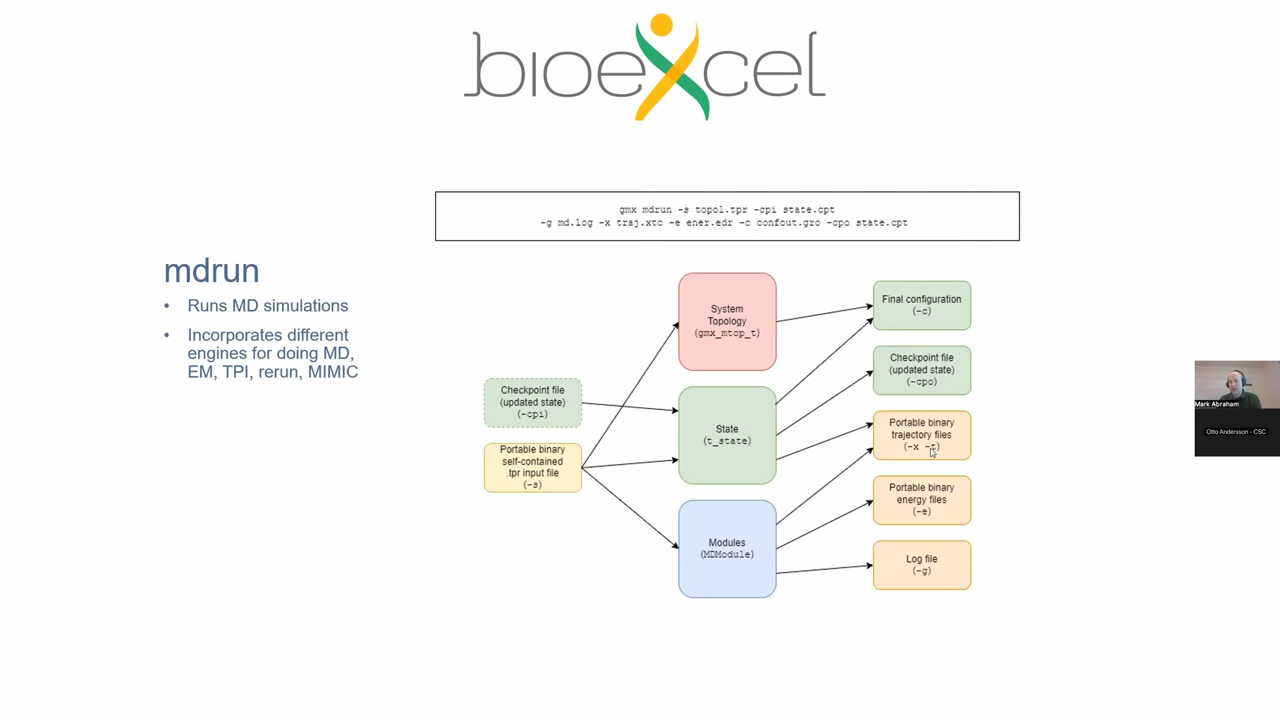 bioexcel
gmx mdrun -s topol.tpr -cpi state.cpt
-g md.log -x traj.xtc -e ener.edr -c confout.gro -cpo state.cpt
mdrun
• Runs MD simulations
• Incorporates different
engines for doing MD,
EM, TPI, rerun, MIMIC
Checkpoint file
(updated state)
(-cpi)
Portable binary
self-contained
.tpr input file
(-s)
System
Topology
(gmx_mtop_t)
State
(t_state)
Modules
(MDModule)
Final configuration
(-c)
Checkpoint file
(updated state)
(-cpo)
Portable binary
trajectory files
(-x -t)
Portable binary
energy files
(-e)
Log file
(-g)
Mark Abraham
Otto Andersson - CSC